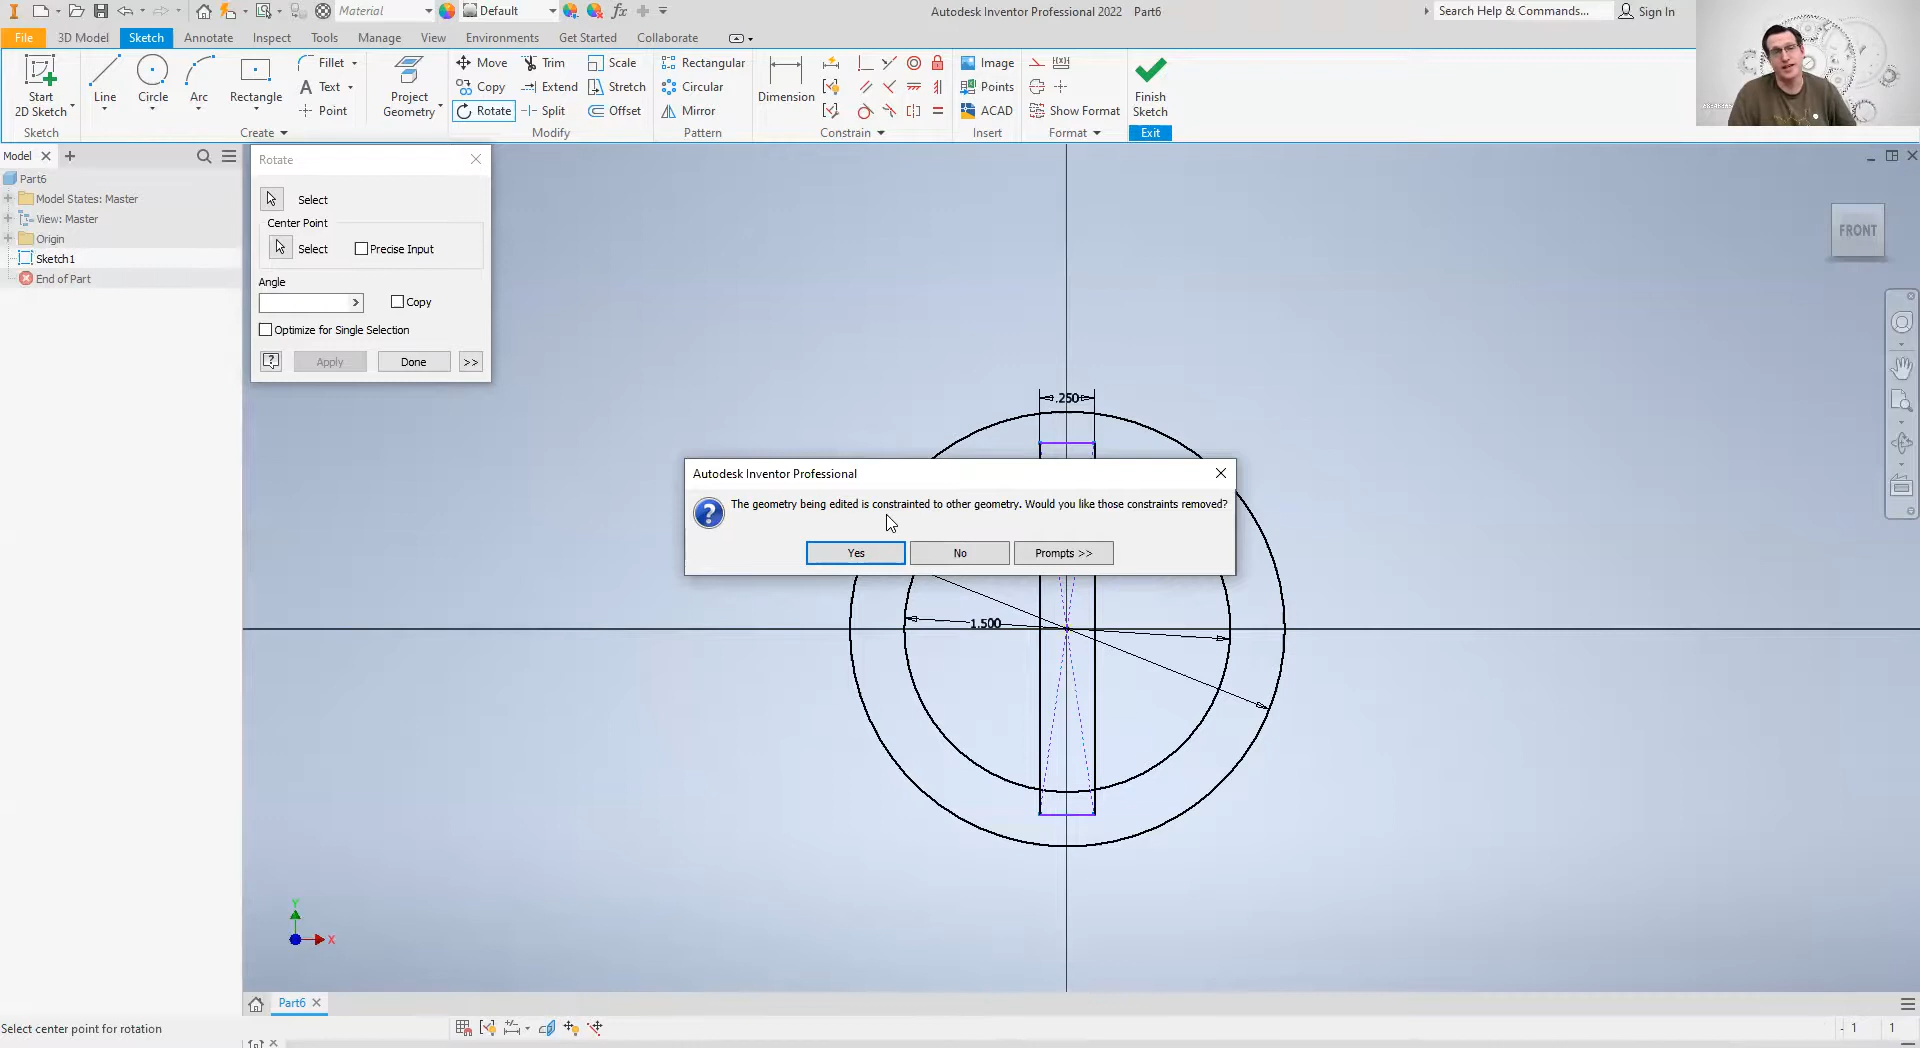 Material
Default
fx
Autodesk Inventor Professional 2022 Part6
Search Help & Commands...
Sign In
File 3D Model Sketch Annotate Inspect Tools Manage View Environments Get Started Collaborate
Start
2D Sketch
Line
Circle
Arc
Rectangle
Fillet
Text
Point
Project
Geometry
Move
Copy
Rotate
Trim
Extend
Split
Scale
Stretch
Offset
Rectangular
Circular
Mirror
Dimension
Image
Points
ACAD
Show Format
Finish
Sketch
Sketch Create Modify Pattern Constrain Insert Format Exit
Model
Part6
Model States: Master
View: Master
Origin
Sketch1
End of Part
Rotate
Select
Center Point
Select
Precise Input
Angle
Copy
Optimize for Single Selection
Apply Done >>
FRONT
.250
Autodesk Inventor Professional
The geometry being edited is constrainted to other geometry. Would you like those constraints removed?
Yes No Prompts >>
1.500
Y
X
Part6
Select center point for rotation
- 1 1